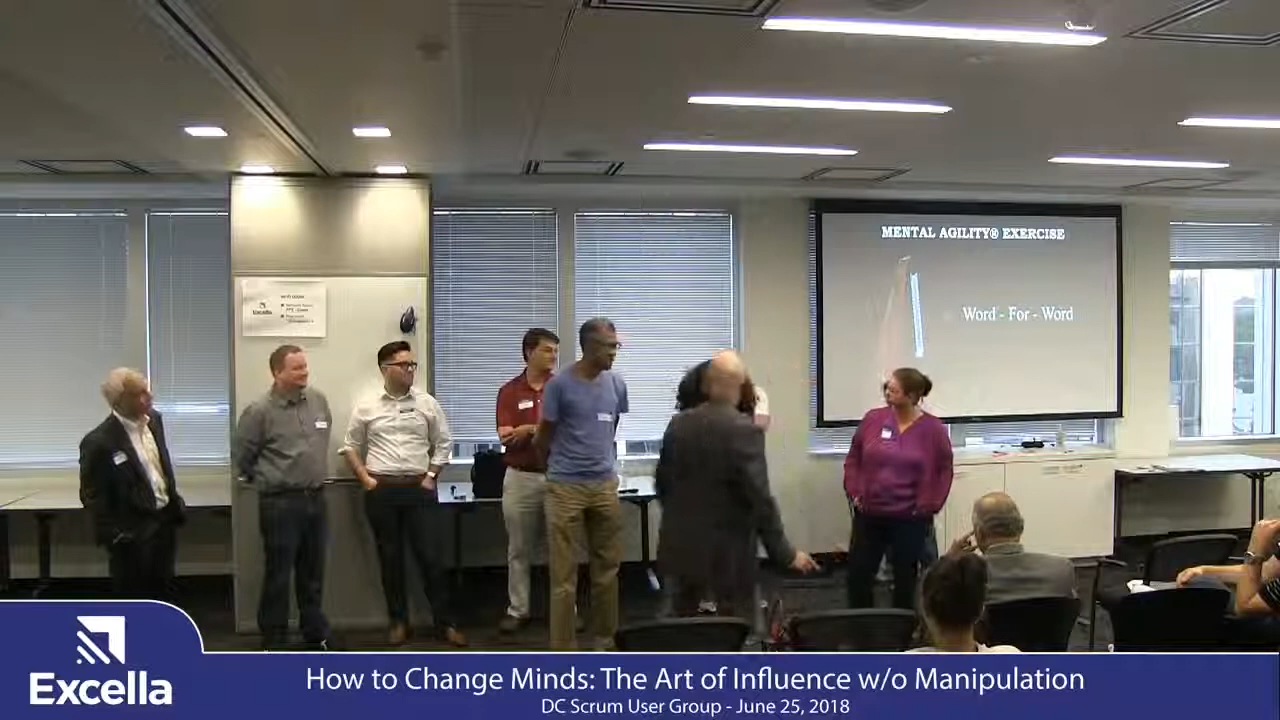 MENTAL AGILITY® EXERCISE
Word - For - Word
Excella
Excella
How to Change Minds: The Art of Influence w/o Manipulation
DC Scrum User Group - June 25, 2018